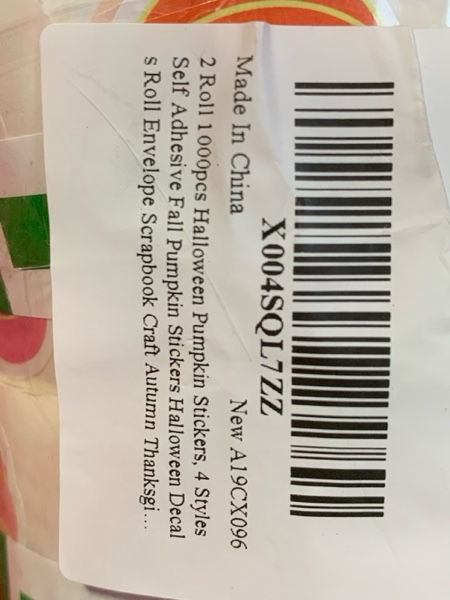 X004SQL7ZZ
Made In China New A19CX096
2 Roll 1000pcs Halloween Pumpkin Stickers, 4 Styles
Self Adhesive Fall Pumpkin Stickers Halloween Decal
s Roll Envelope Scrapbook Craft Autumn Thanksgi...